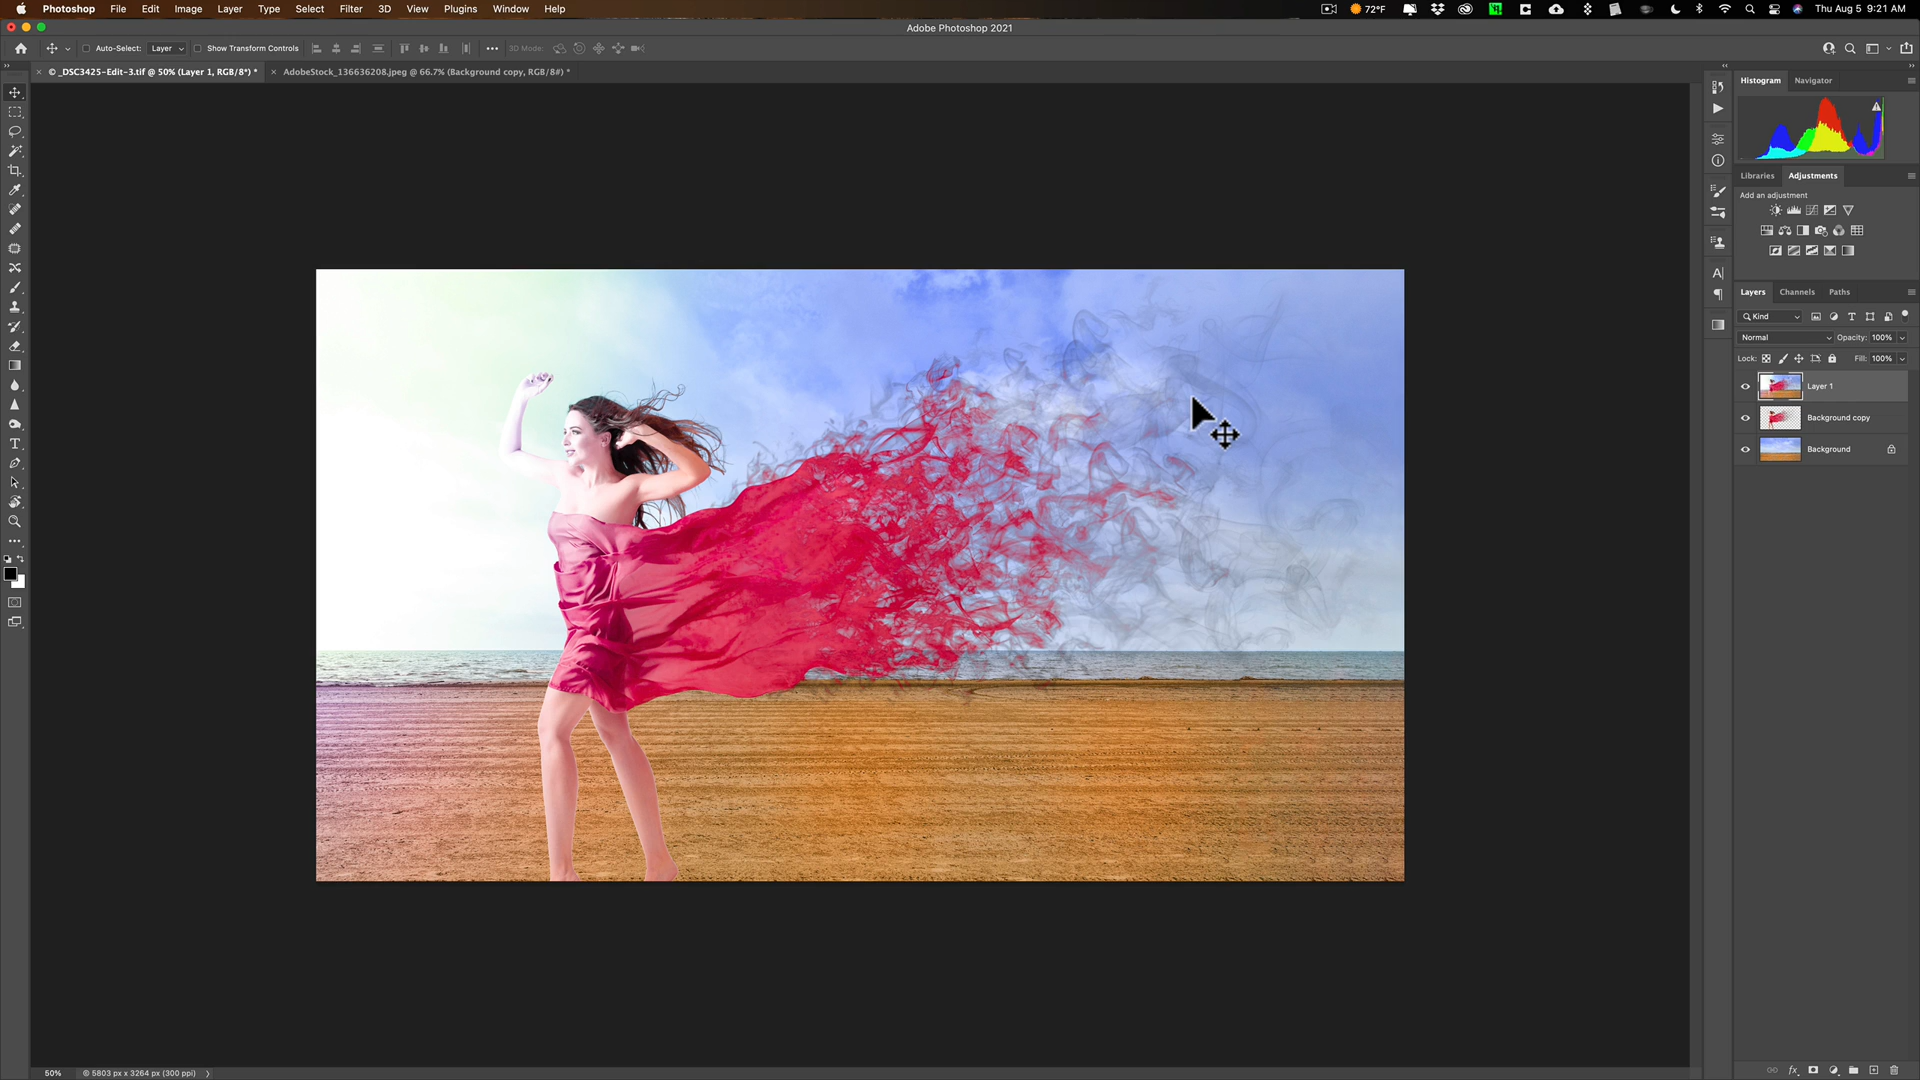 Photoshop File Edit Image Layer Type Select Filter 3D View Plugins Window Help 72°F Thu Aug 5 9:21 AM
Adobe Photoshop 2021
Auto-Select: Layer Show Transform Controls 3D Mode:
© _DSC3425-Edit-3.tif @ 50% (Layer 1, RGB/8*) * AdobeStock_136636208.jpeg @ 66.7% (Background copy, RGB/8#) *
Histogram Navigator
Libraries Adjustments
Add an adjustment
Layers Channels Paths
Kind
Normal Opacity: 100%
Lock: Fill: 100%
Layer 1
Background copy
Background
50% © 5803 px x 3264 px (300 ppi)